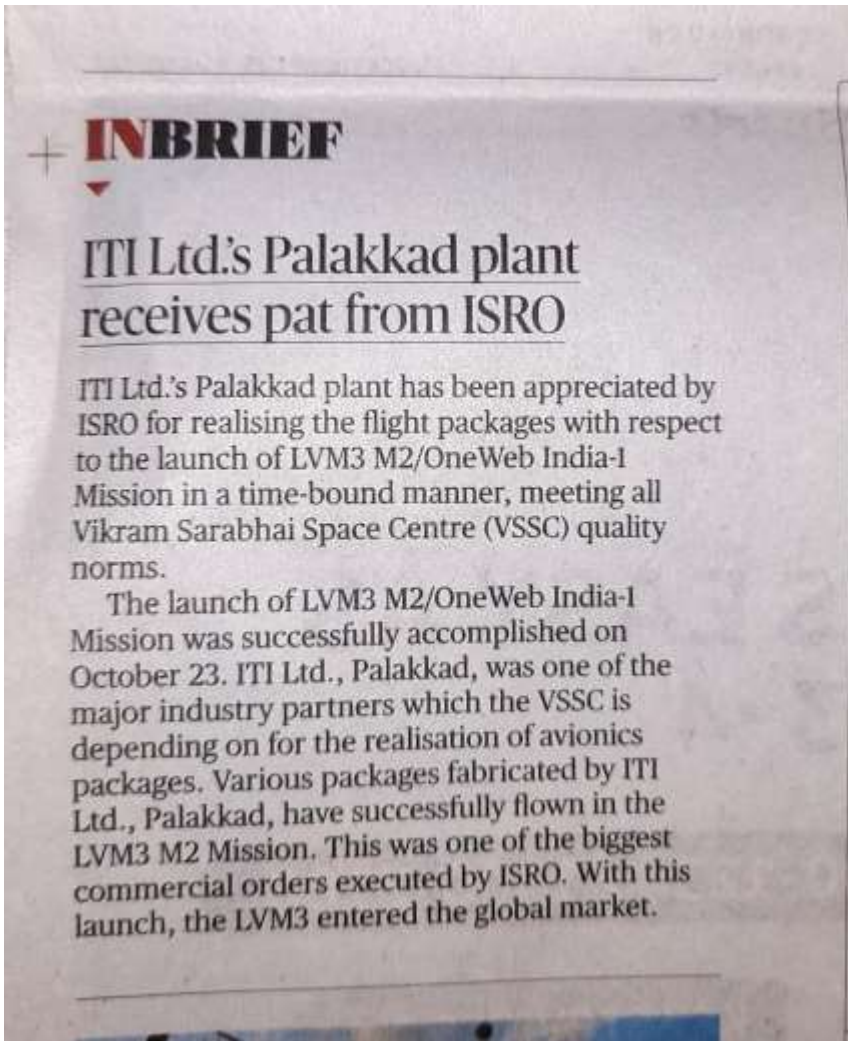 INBRIEF
ITI Ltd.'s Palakkad plant
receives pat from ISRO
ITI Ltd.'s Palakkad plant has been appreciated by
ISRO for realising the flight packages with respect
to the launch of LVM3 M2/OneWeb India-1
Mission in a time-bound manner, meeting all
Vikram Sarabhai Space Centre (VSSC) quality
norms.
The launch of LVM3 M2/OneWeb India-1
Mission was successfully accomplished on
October 23. ITI Ltd., Palakkad, was one of the
major industry partners which the VSSC is
depending on for the realisation of avionics
packages. Various packages fabricated by ITI
Ltd., Palakkad, have successfully flown in the
LVM3 M2 Mission. This was one of the biggest
commercial orders executed by ISRO. With this
launch, the LVM3 entered the global market.